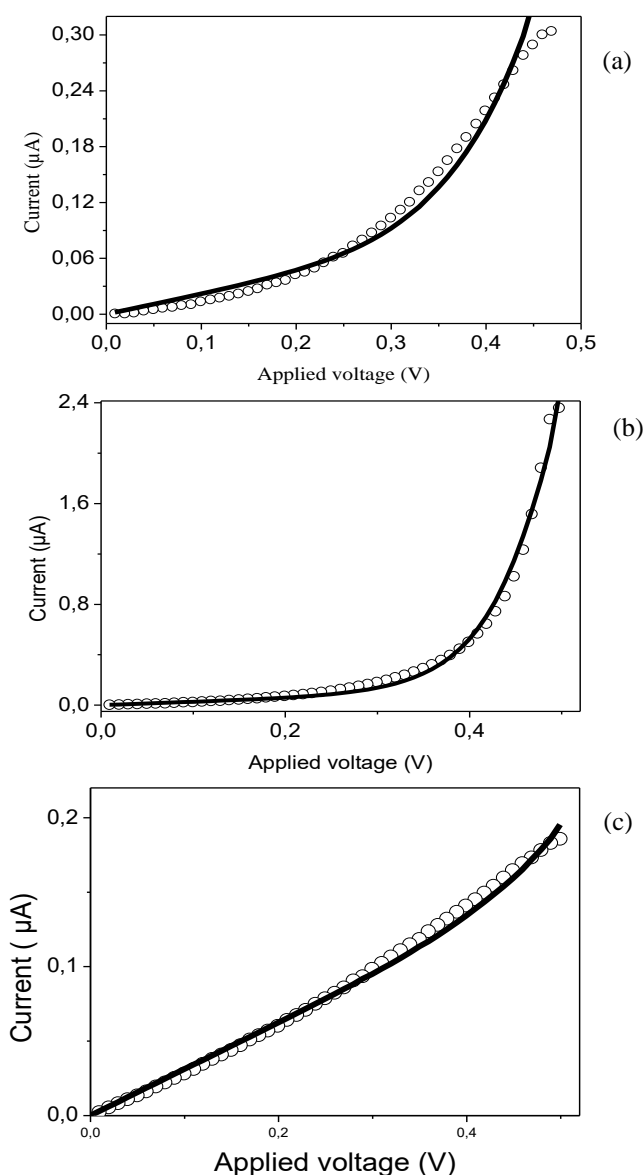 0,30
0,24
0,18
0,12
0,06
0,00
Current (µA)
0,0 0,1 0,2 0,3 0,4 0,5
Applied voltage (V)
(a)
2,4
1,6
0,8
0,0
Current (µA)
0,0 0,2 0,4
Applied voltage (V)
(b)
0,2
0,1
0,0
Current ( µA)
0,0 0,2 0,4
Applied voltage (V)
(c)